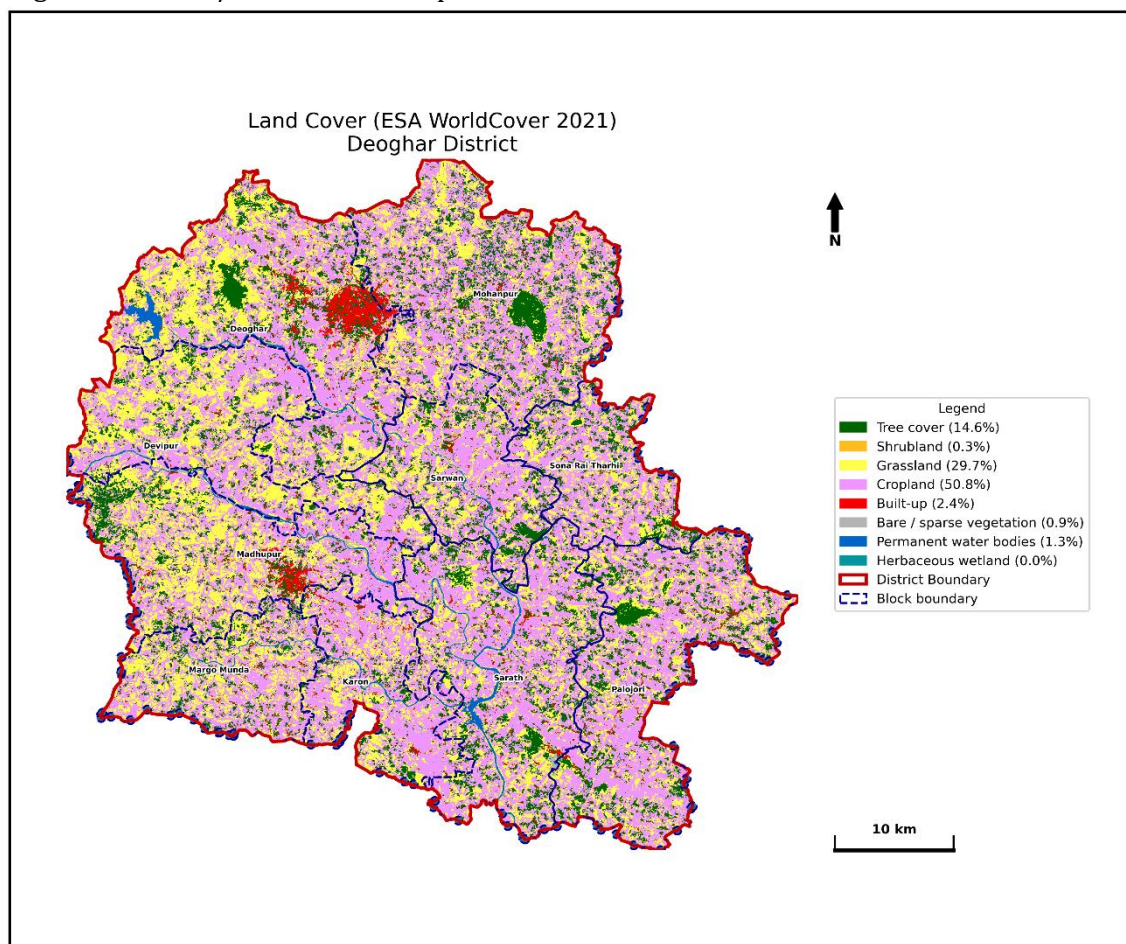 Land Cover (ESA WorldCover 2021)
Deoghar District
N
Mohanpur
Deoghar
Devipur
Sona Rai Tharhi
Sarwan
Madhupur
Margo Munda
Karon
Sarath
Palojori
Legend
Tree cover (14.6%)
Shrubland (0.3%)
Grassland (29.7%)
Cropland (50.8%)
Built-up (2.4%)
Bare / sparse vegetation (0.9%)
Permanent water bodies (1.3%)
Herbaceous wetland (0.0%)
District Boundary
Block boundary
10 km